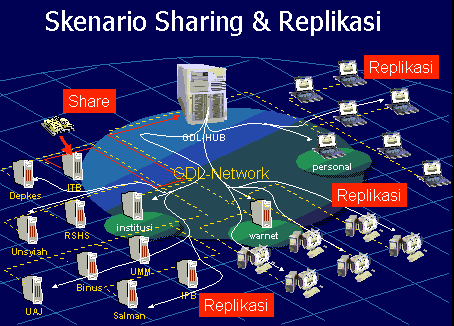 Skenario Sharing & Replikasi
Replikasi
Share
GDL HUB
GDL-Network
personal
Depkes
ITB
Replikasi
institusi
warnet
RSHS
Unsyiah
UMM
Binus
IPB
UAJ
Salman
Replikasi